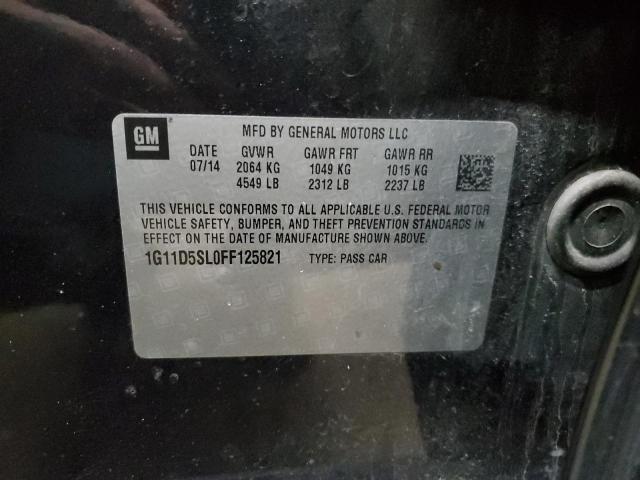 GM
MFD BY GENERAL MOTORS LLC
DATE GVWR GAWR FRT GAWR RR
07/14 2064 KG 1049 KG 1015 KG
4549 LB 2312 LB 2237 LB
THIS VEHICLE CONFORMS TO ALL APPLICABLE U.S. FEDERAL MOTOR
VEHICLE SAFETY, BUMPER, AND THEFT PREVENTION STANDARDS IN
EFFECT ON THE DATE OF MANUFACTURE SHOWN ABOVE.
1G11D5SL0FF125821 TYPE: PASS CAR